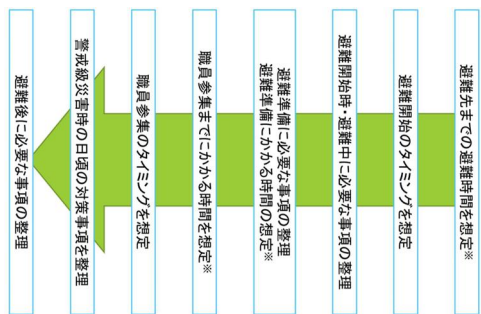 避難先までの避難時間を想定※
避難開始のタイミングを想定
避難開始時・避難中に必要な事項の整理
避難準備に必要な事項の整理
避難準備にかかる時間の想定※
職員参集までにかかる時間を想定※
職員参集のタイミングを想定
警戒級災害時の日頃の対策事項を整理
避難後に必要な事項の整理